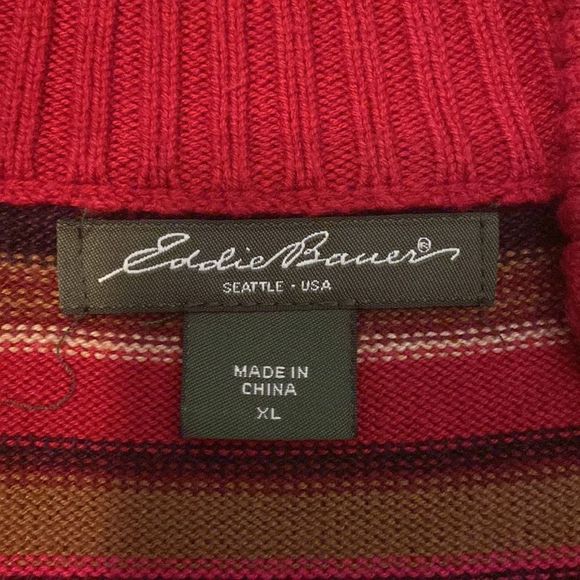 Eddie Bauer®
SEATTLE · USA
MADE IN
CHINA
XL